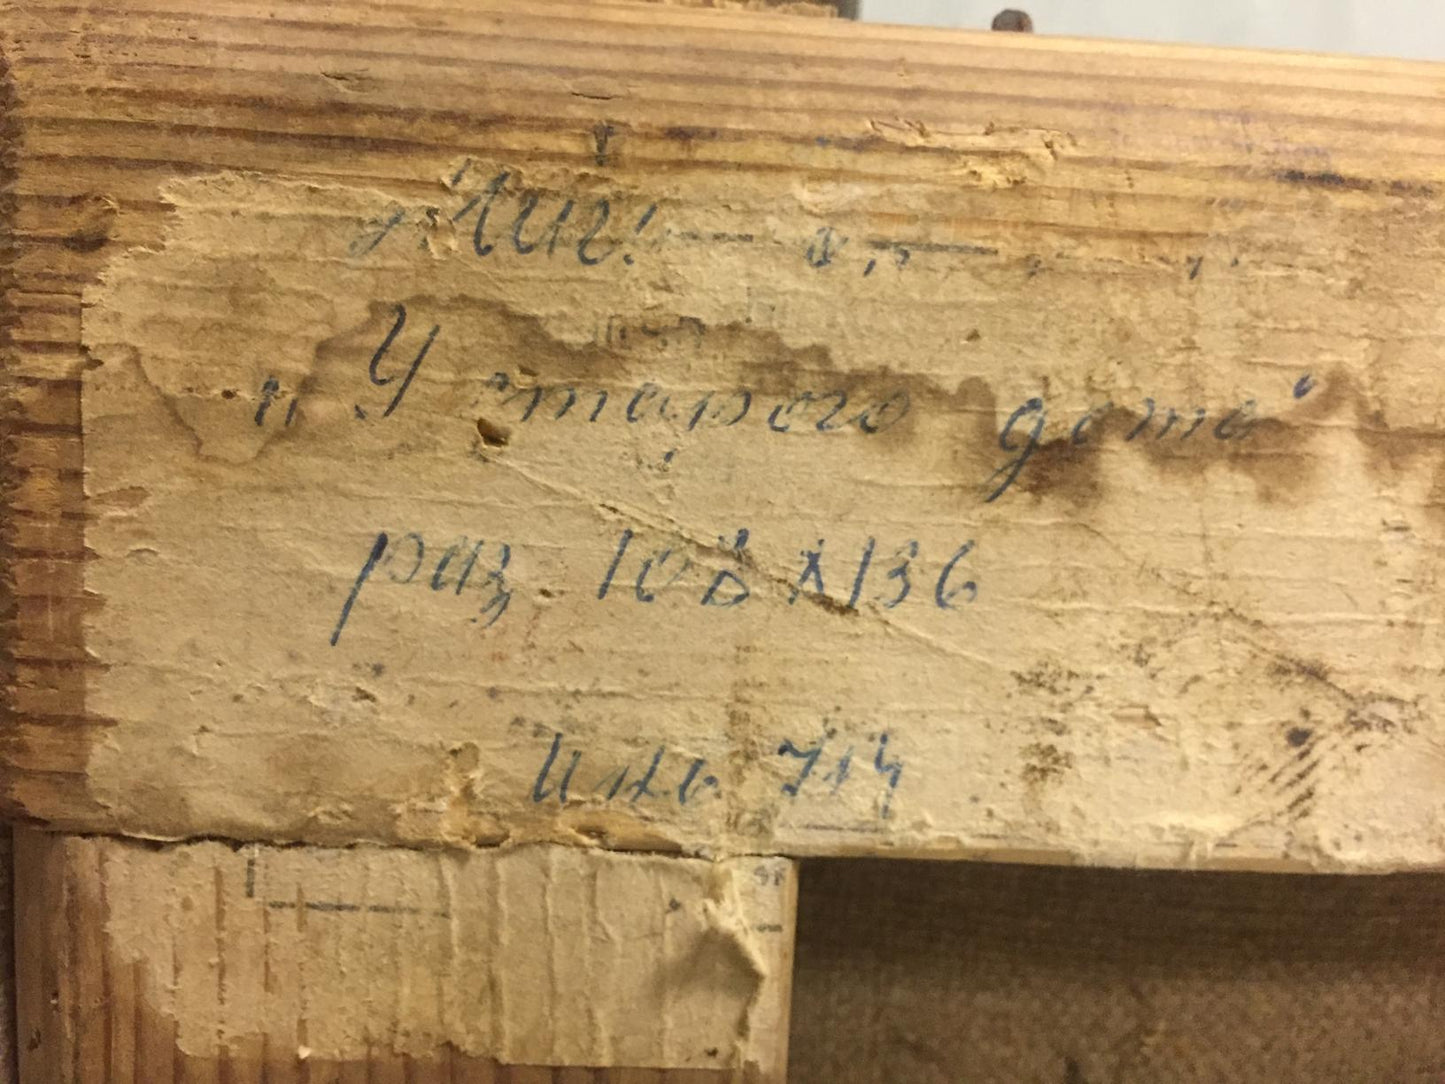 „У старого дома“
раз 108 х 136
инв 714